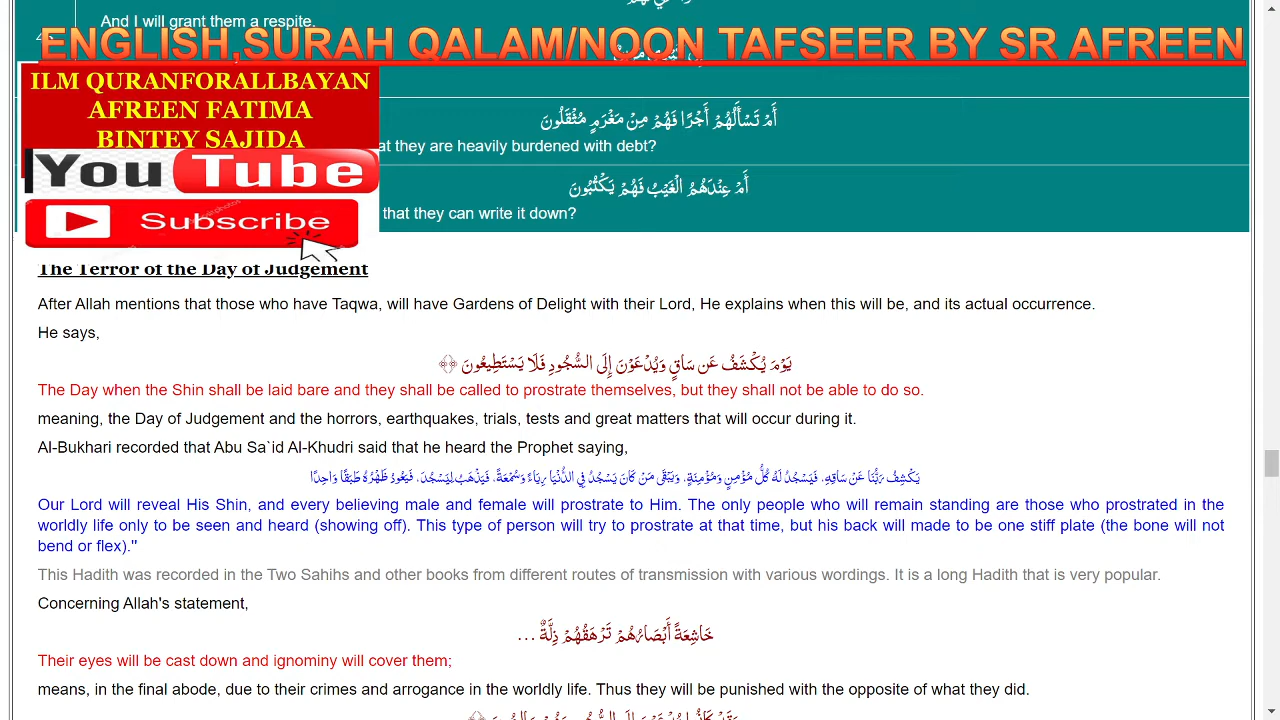 And I will grant them a respite.
ENGLISH,SURAH QALAM/NOON TAFSEER BY SR AFREEN
ILM QURANFORALLBAYAN
AFREEN FATIMA
BINTEY SAJIDA
YouTube
Subscribe
أَمْ تَسْأَلُهُمْ أَجْرًا فَهُمْ مِنْ مَغْرَمٍ مُثْقَلُونَ
at they are heavily burdened with debt?
أَمْ عِنْدَهُمُ الْغَيْبُ فَهُمْ يَكْتُبُونَ
that they can write it down?
The Terror of the Day of Judgement
After Allah mentions that those who have Taqwa, will have Gardens of Delight with their Lord, He explains when this will be, and its actual occurrence.
He says,
يَوْمَ يُكْشَفُ عَن سَاقٍ وَيُدْعَوْنَ إِلَى السُّجُودِ فَلَا يَسْتَطِيعُونَ ﴿﴾
The Day when the Shin shall be laid bare and they shall be called to prostrate themselves, but they shall not be able to do so.
meaning, the Day of Judgement and the horrors, earthquakes, trials, tests and great matters that will occur during it.
Al-Bukhari recorded that Abu Sa`id Al-Khudri said that he heard the Prophet saying,
يَكْشِفُ رَبُّنَا عَنْ سَاقِهِ. فَيَسْجُدُ لَهُ كُلُّ مُؤْمِنٍ وَمُؤْمِنَةٍ. وَيَبْقَى مَنْ كَانَ يَسْجُدُ فِي الدُّنْيَا رِيَاءً وَسُمْعَةً. فَيَذْهَبُ لِيَسْجُدَ. فَيَعُودُ ظَهْرُهُ طَبَقًا وَاحِدًا
Our Lord will reveal His Shin, and every believing male and female will prostrate to Him. The only people who will remain standing are those who prostrated in the
worldly life only to be seen and heard (showing off). This type of person will try to prostrate at that time, but his back will made to be one stiff plate (the bone will not
bend or flex).''
This Hadith was recorded in the Two Sahihs and other books from different routes of transmission with various wordings. It is a long Hadith that is very popular.
Concerning Allah's statement,
خَاشِعَةً أَبْصَارُهُمْ تَرْهَقُهُمْ ذِلَّةٌ ...
Their eyes will be cast down and ignominy will cover them;
means, in the final abode, due to their crimes and arrogance in the worldly life. Thus they will be punished with the opposite of what they did.